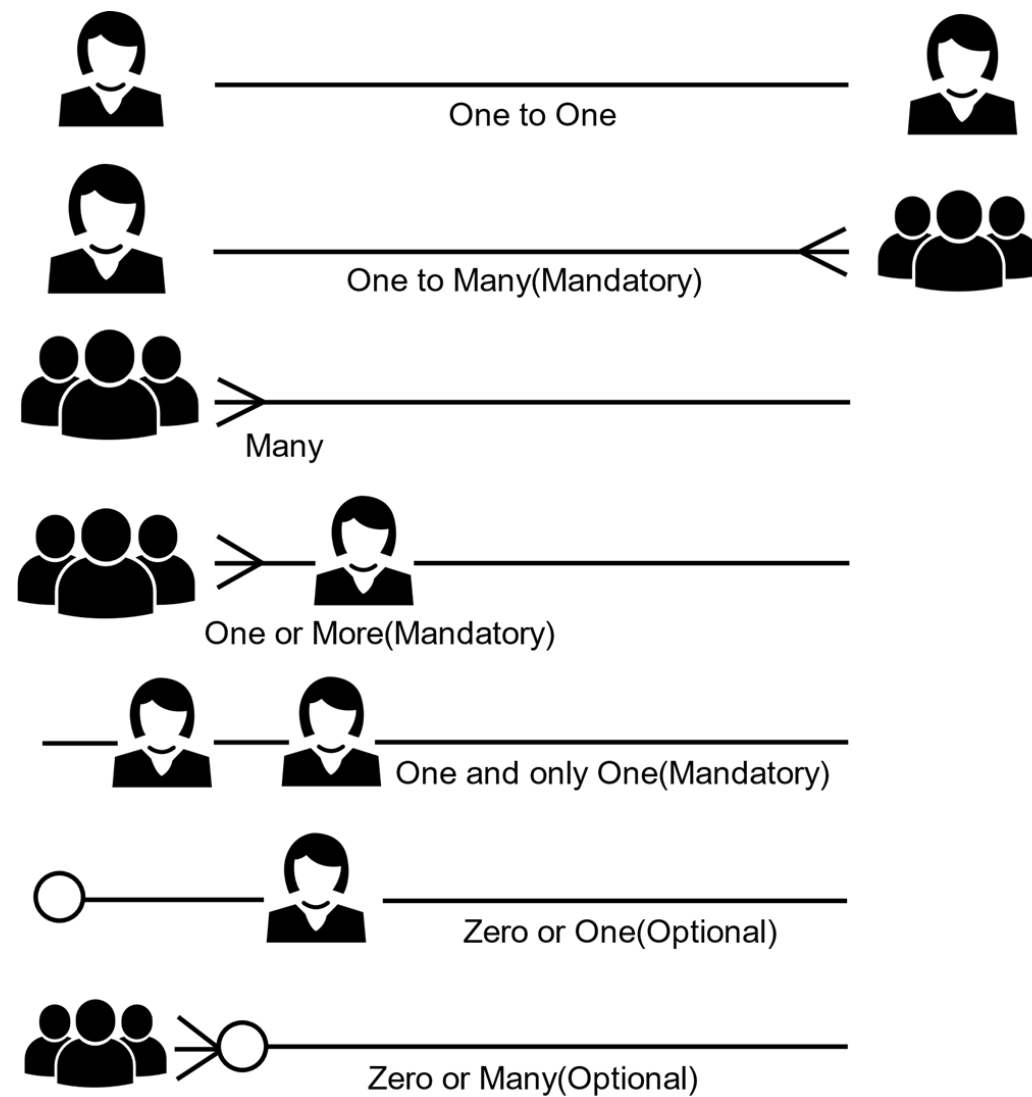 One to One
One to Many(Mandatory)
Many
One or More(Mandatory)
One and only One(Mandatory)
Zero or One(Optional)
Zero or Many(Optional)